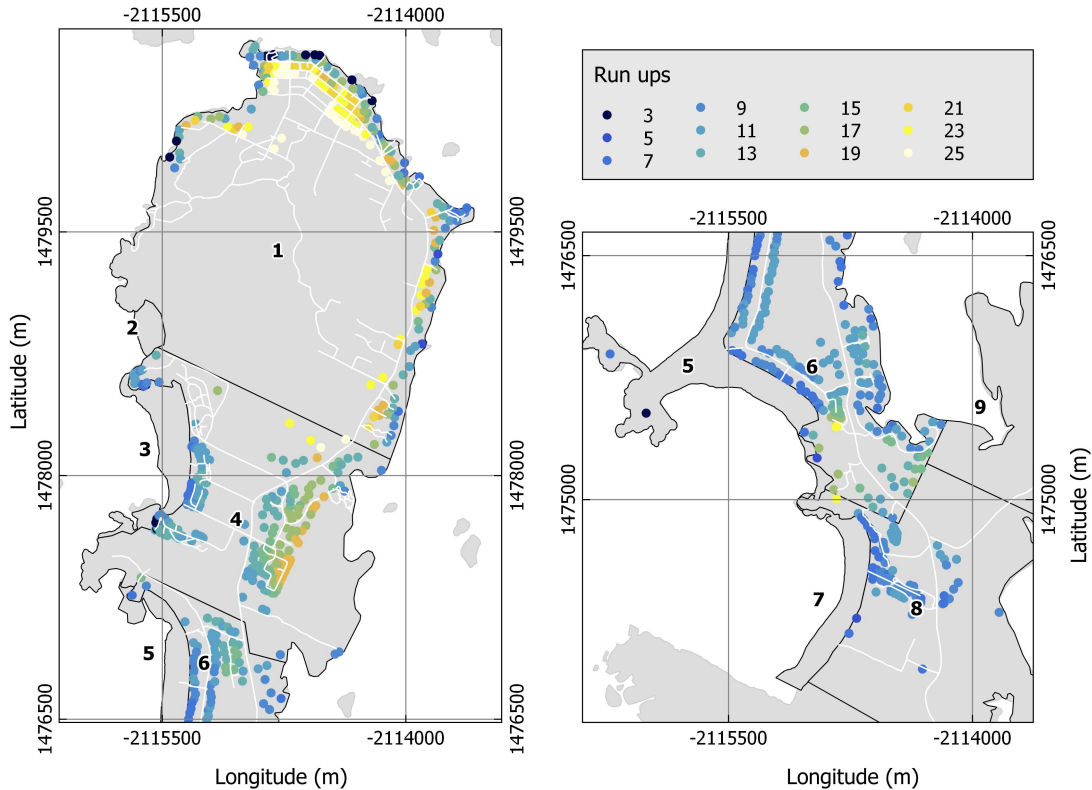 -2115500 -2114000
1479500 1479500
1478000 1478000
1476500 1476500
Latitude (m)
1
2
3
4
5
6
-2115500 -2114000
Longitude (m)
Run ups
3 9 15 21
5 11 17 23
7 13 19 25
-2115500 -2114000
1476500 1476500
1475000 1475000
Latitude (m)
5
6
9
7
8
-2115500 -2114000
Longitude (m)